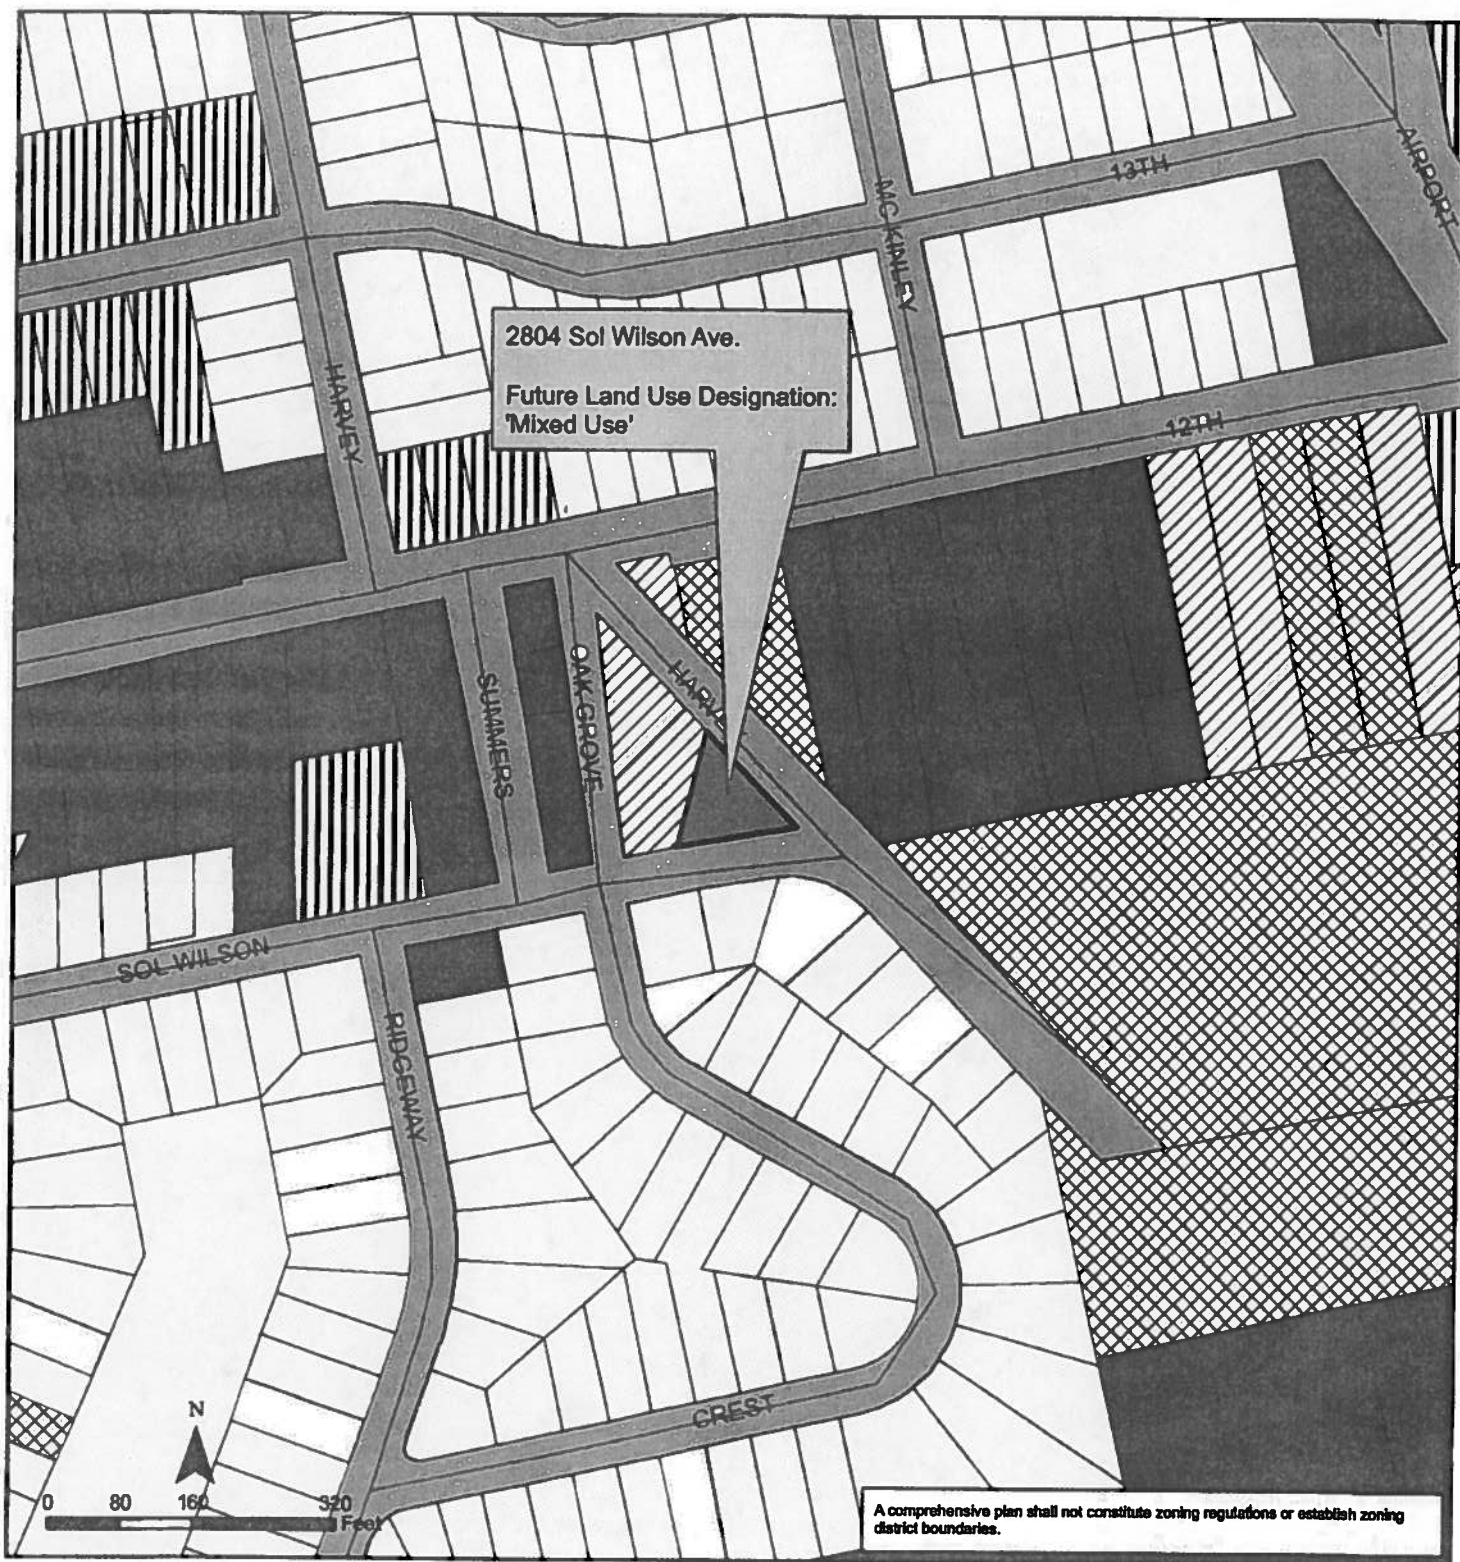 13TH
AIRPORT
MC KINLEY
2804 Sol Wilson Ave.
Future Land Use Designation:
'Mixed Use'
HARVEY
12TH
OAK GROVE
HARVEY
SUMMERS
SOL WILSON
RIDGEWAY
CREST
N
0 80 160 320
Feet
A comprehensive plan shall not constitute zoning regulations or establish zoning
district boundaries.